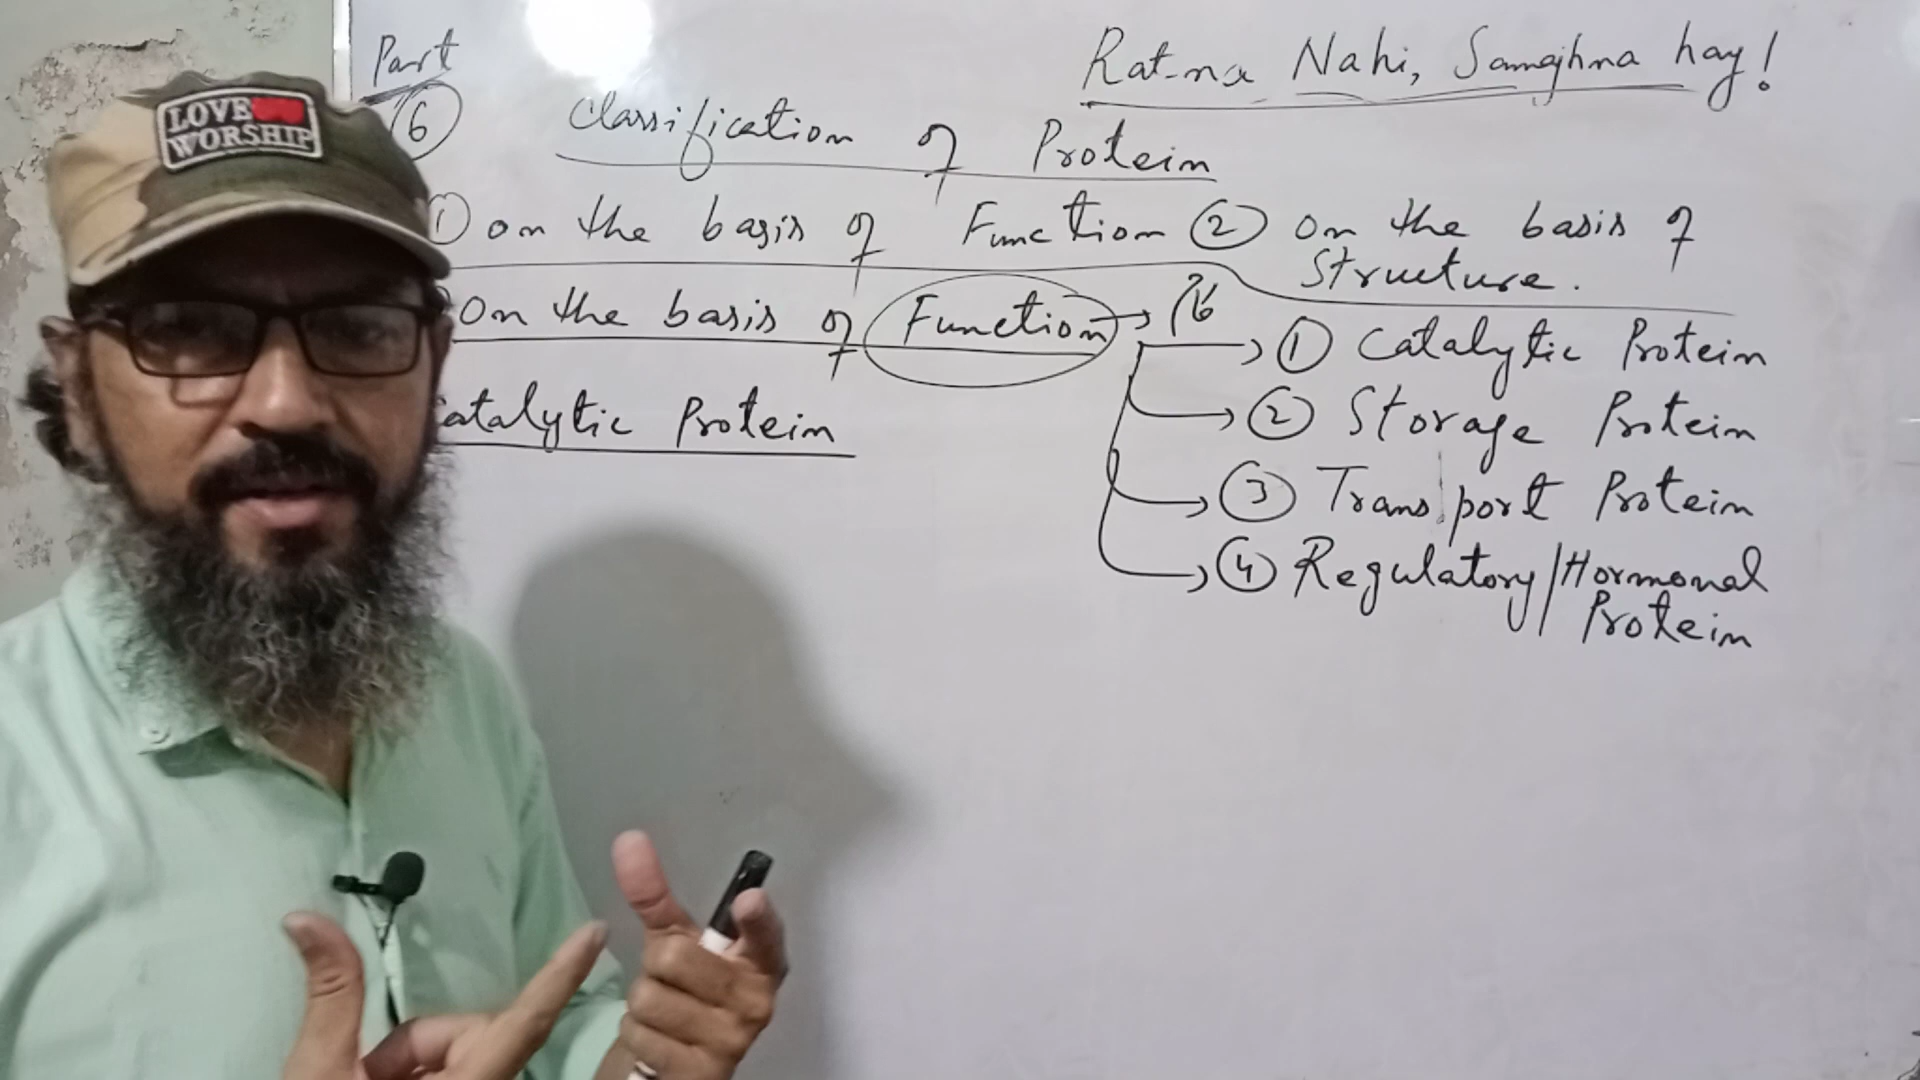 Part
6
Rat-na Nahi, Samajhna hay!
Classification of Protein
① on the basis of Function ② on the basis of
Structure.
On the basis of Function →
→ ① Catalytic Protein
→ ② Storage Protein
→ ③ Transport Protein
→ ④ Regulatory/Hormonal
Protein
atalytic Protein
LOVE
WORSHIP